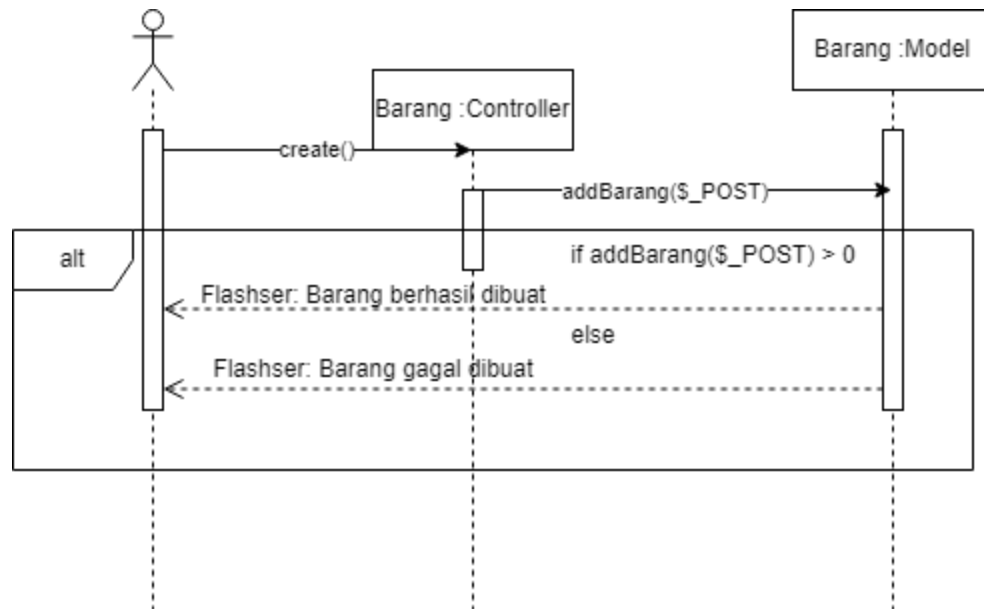 Barang :Model
Barang :Controller
create()
addBarang($_POST)
alt
if addBarang($_POST) > 0
Flashser: Barang berhasil dibuat
else
Flashser: Barang gagal dibuat